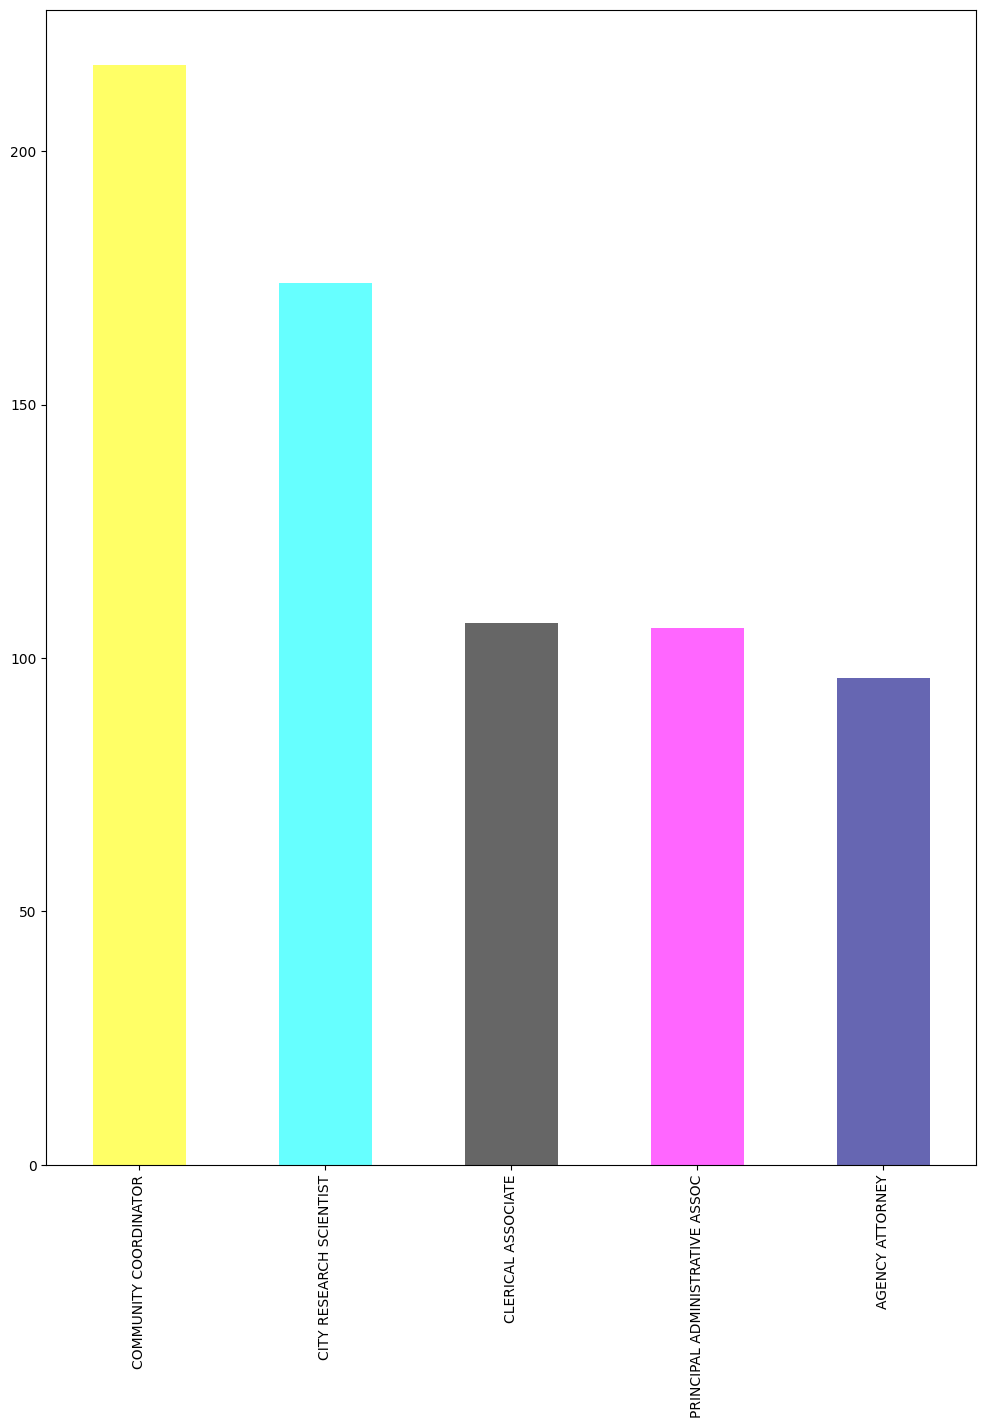 200
150
100
50
0
COMMUNITY COORDINATOR
CITY RESEARCH SCIENTIST
CLERICAL ASSOCIATE
PRINCIPAL ADMINISTRATIVE ASSOC
AGENCY ATTORNEY